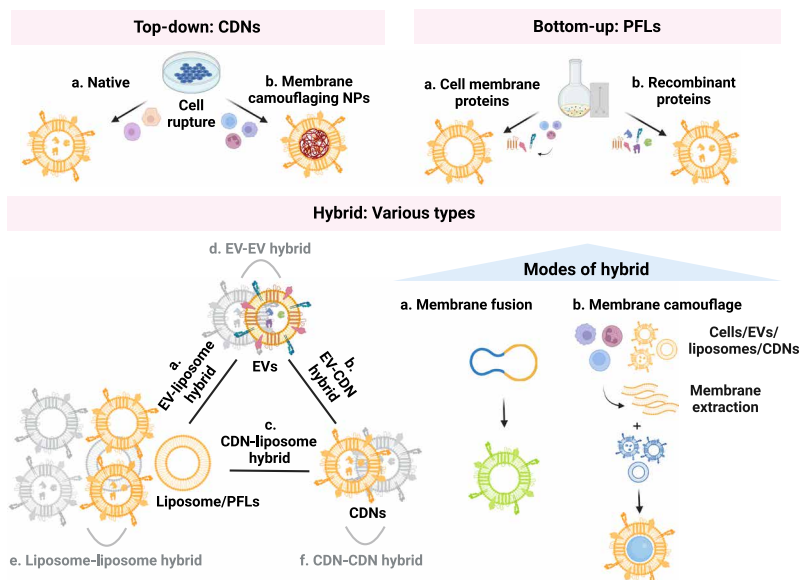 Top-down: CDNs
a. Native
Cell
rupture
b. Membrane
camouflaging NPs
Bottom-up: PFLs
a. Cell membrane
proteins
b. Recombinant
proteins
Hybrid: Various types
d. EV-EV hybrid
a.
EV-liposome
hybrid
EVs
b.
EV-CDN
hybrid
c.
CDN-liposome
hybrid
Liposome/PFLs
CDNs
e. Liposome-liposome hybrid
f. CDN-CDN hybrid
Modes of hybrid
a. Membrane fusion
b. Membrane camouflage
Cells/EVs/
liposomes/CDNs
Membrane
extraction
+